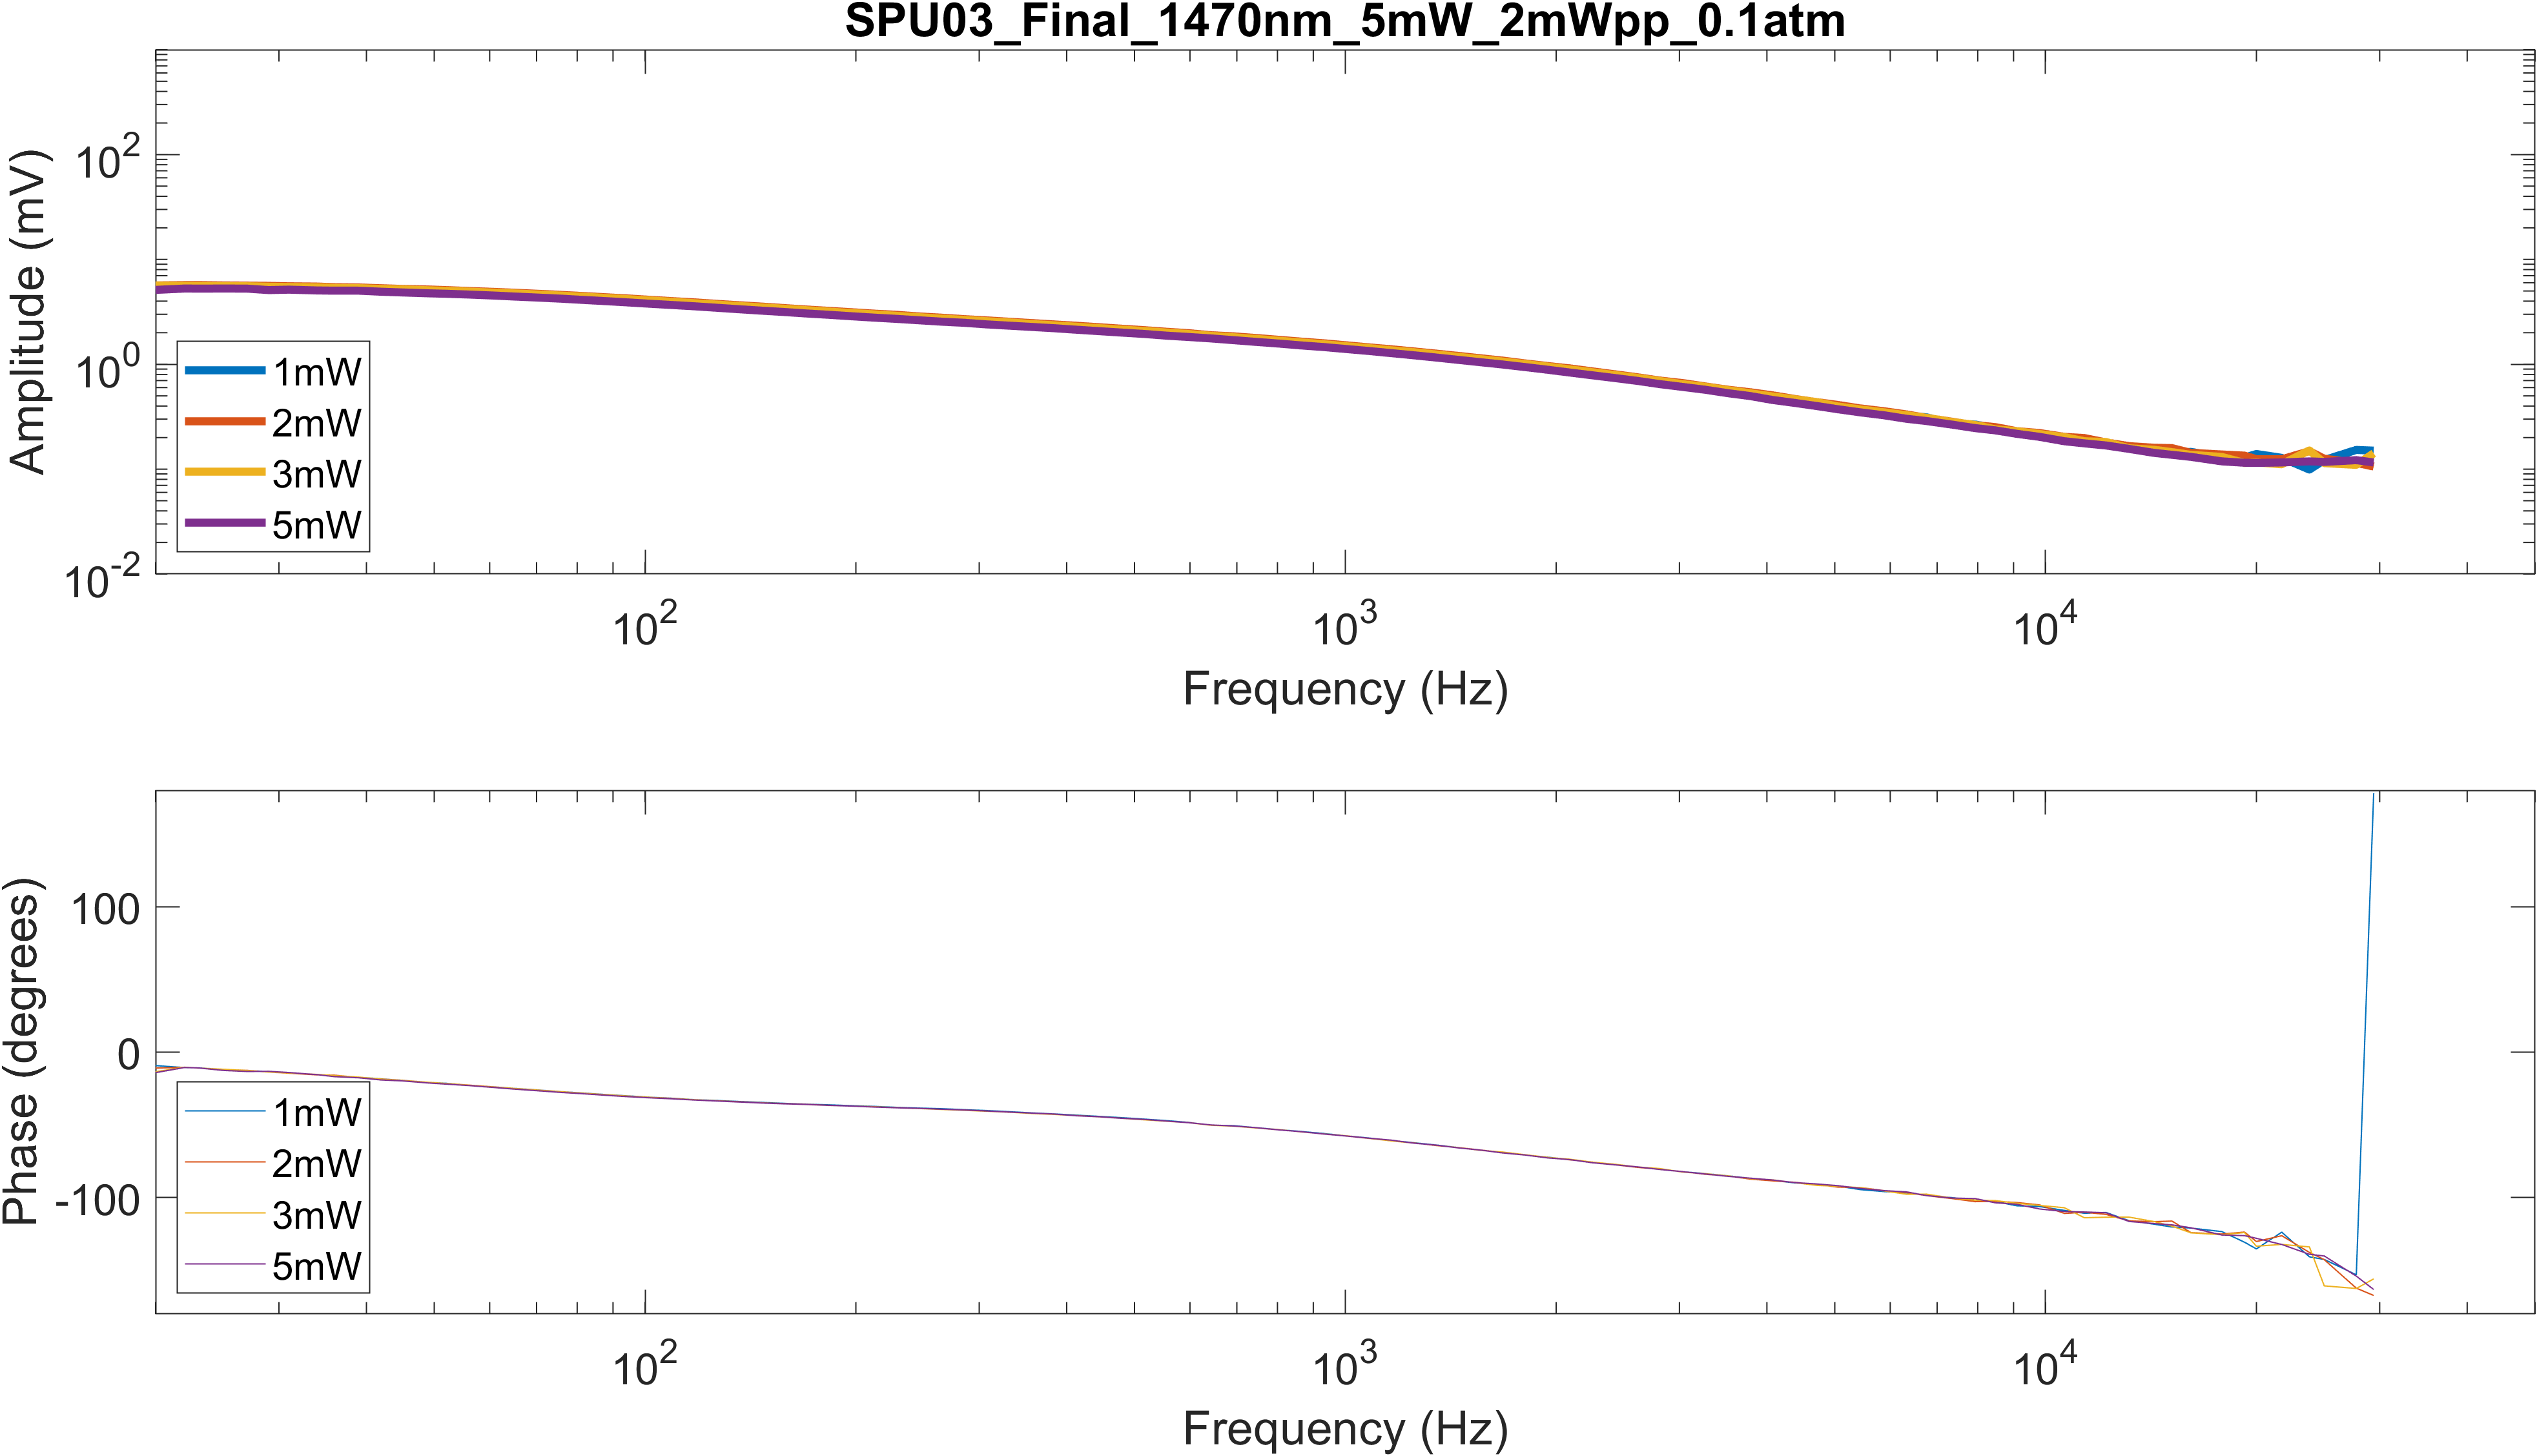 SPU03_Final_1470nm_5mW_2mWpp_0.1atm
Amplitude (mV)
10^2
10^0
10^-2
1mW
2mW
3mW
5mW
10^2 10^3 10^4
Frequency (Hz)
Phase (degrees)
100
0
-100
1mW
2mW
3mW
5mW
10^2 10^3 10^4
Frequency (Hz)